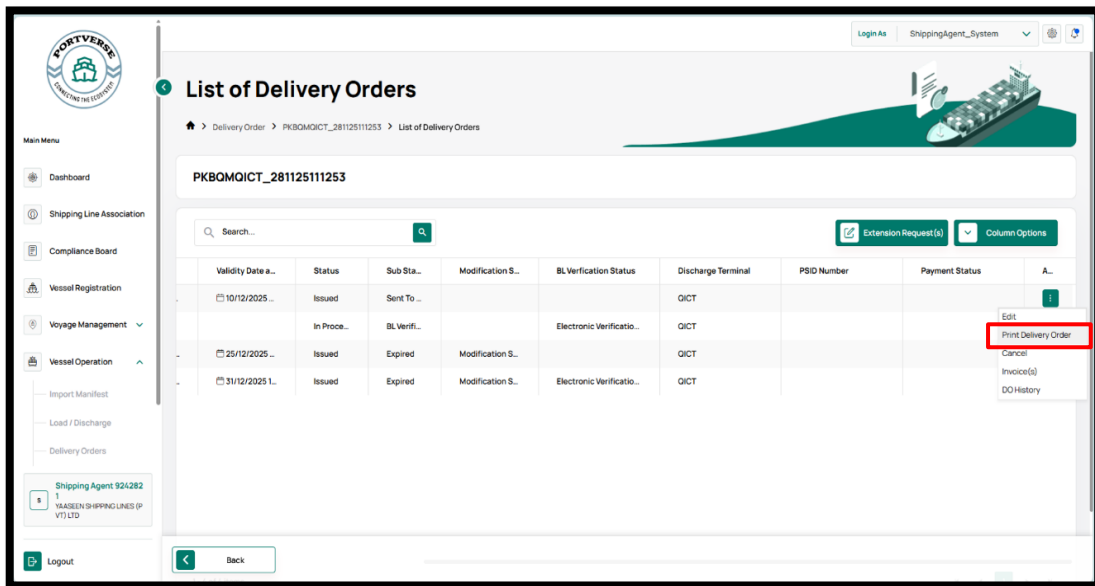 PORTVERSE
CONNECTING THE ECOSYSTEM
Login As ShippingAgent_System
List of Delivery Orders
Delivery Order > PKBQMQICT_281125111253 > List of Delivery Orders
Main Menu
Dashboard
Shipping Line Association
Compliance Board
Vessel Registration
Voyage Management
Vessel Operation
Import Manifest
Load / Discharge
Delivery Orders
S
Shipping Agent 924282
1
YAASEEN SHIPPING LINES (P
VT) LTD
Logout
PKBQMQICT_281125111253
Search...
Extension Request(s) Column Options
Validity Date a... Status Sub Sta... Modification S... BL Verfication Status Discharge Terminal PSID Number Payment Status A...
10/12/2025 ... Issued Sent To ... QICT
In Proce... BL Verifi... Electronic Verificatio... QICT
25/12/2025 ... Issued Expired Modification S... QICT
31/12/2025 1... Issued Expired Modification S... Electronic Verificatio... QICT
Edit
Print Delivery Order
Cancel
Invoice(s)
DO History
Back